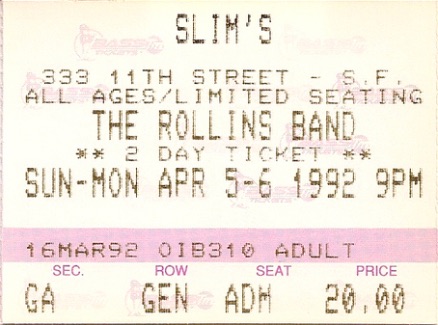 SLIM'S
333 11TH STREET - S.F.
ALL AGES/LIMITED SEATING
THE ROLLINS BAND
** 2 DAY TICKET **
SUN-MON APR 5-6 1992 9PM
16MAR92 OIB310 ADULT
SEC. ROW SEAT PRICE
GA GEN ADM 20.00